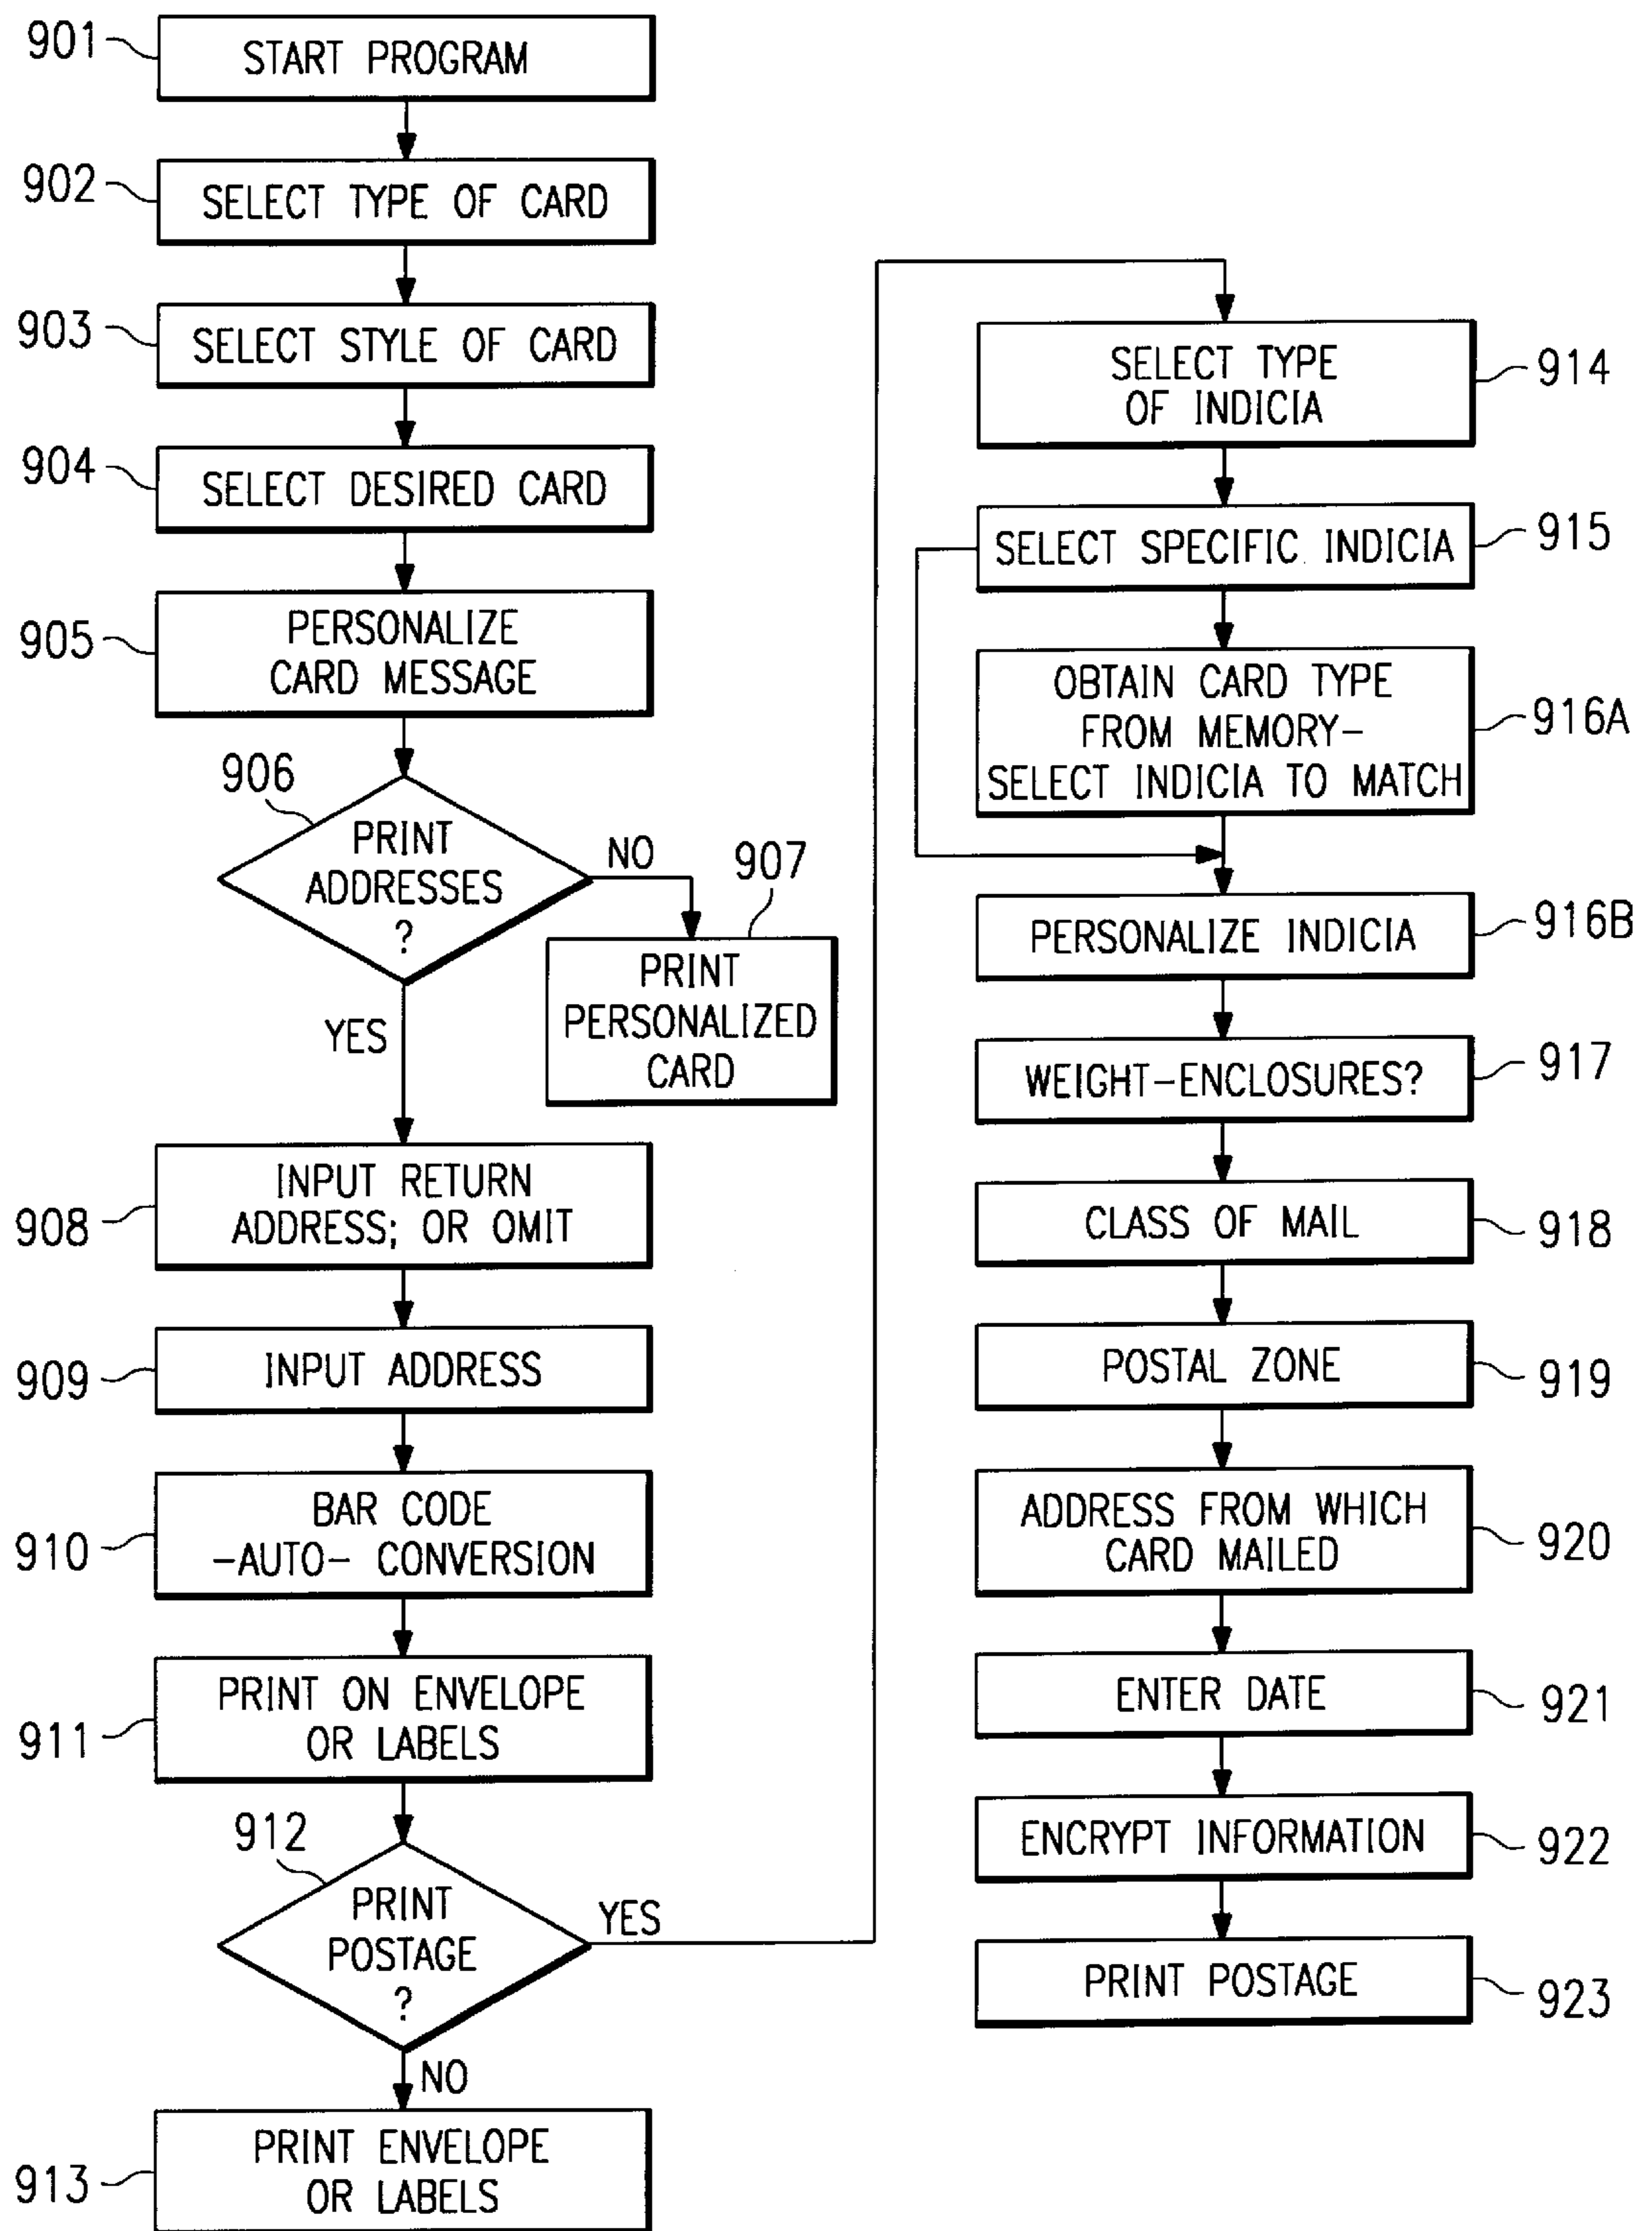 901
START PROGRAM
902
SELECT TYPE OF CARD
903
SELECT STYLE OF CARD
904
SELECT DESIRED CARD
905
PERSONALIZE
CARD MESSAGE
906
PRINT
ADDRESSES
?
NO
907
PRINT
PERSONALIZED
CARD
YES
908
INPUT RETURN
ADDRESS; OR OMIT
909
INPUT ADDRESS
910
BAR CODE
-AUTO- CONVERSION
911
PRINT ON ENVELOPE
OR LABELS
912
PRINT
POSTAGE
?
YES
NO
913
PRINT ENVELOPE
OR LABELS
SELECT TYPE
OF INDICIA
914
SELECT SPECIFIC INDICIA
915
OBTAIN CARD TYPE
FROM MEMORY-
SELECT INDICIA TO MATCH
916A
PERSONALIZE INDICIA
916B
WEIGHT-ENCLOSURES?
917
CLASS OF MAIL
918
POSTAL ZONE
919
ADDRESS FROM WHICH
CARD MAILED
920
ENTER DATE
921
ENCRYPT INFORMATION
922
PRINT POSTAGE
923